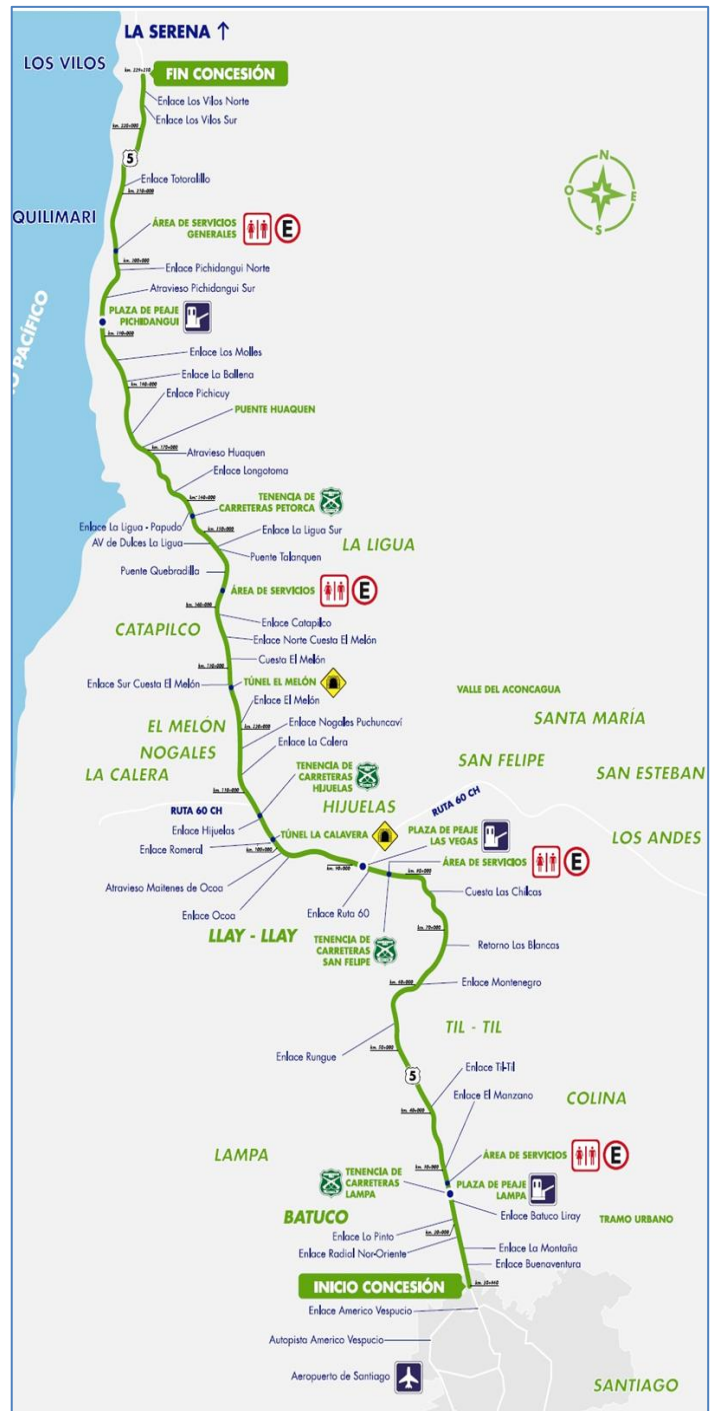 LA SERENA ↑
LOS VILOS
FIN CONCESIÓN
Enlace Los Vilos Norte
Enlace Los Vilos Sur
5
Enlace Totoralillo
QUILIMARI
ÁREA DE SERVICIOS
GENERALES
E
Enlace Pichidangui Norte
Atravieso Pichidangui Sur
PLAZA DE PEAJE
PICHIDANGUI
O PACÍFICO
Enlace Los Molles
Enlace La Ballena
Enlace Pichicuy
PUENTE HUAQUEN
Atravieso Huaquen
Enlace Longotoma
TENENCIA DE
CARRETERAS PETORCA
Enlace La Ligua - Papudo
Enlace La Ligua Sur
AV de Dulces La Ligua
LA LIGUA
Puente Talanquen
Puente Quebradilla
ÁREA DE SERVICIOS
E
Enlace Catapilco
CATAPILCO
Enlace Norte Cuesta El Melón
Cuesta El Melón
Enlace Sur Cuesta El Melón
TÚNEL EL MELÓN
Enlace El Melón
VALLE DEL ACONCAGUA
SANTA MARÍA
Enlace Nogales Puchuncaví
EL MELÓN
NOGALES
Enlace La Calera
LA CALERA
TENENCIA DE
CARRETERAS
HIJUELAS
SAN FELIPE
SAN ESTEBAN
RUTA 60 CH
HIJUELAS
RUTA 60 CH
Enlace Hijuelas
TÚNEL LA CALAVERA
PLAZA DE PEAJE
LAS VEGAS
LOS ANDES
Enlace Romeral
ÁREA DE SERVICIOS
E
Atravieso Maitenes de Ocoa
Cuesta Las Chilcas
Enlace Ocoa
Enlace Ruta 60
LLAY - LLAY
TENENCIA DE
CARRETERAS
SAN FELIPE
Retorno Las Blancas
Enlace Montenegro
TIL - TIL
Enlace Rungue
5
Enlace Til-Til
Enlace El Manzano
COLINA
LAMPA
ÁREA DE SERVICIOS
E
TENENCIA DE
CARRETERAS
LAMPA
PLAZA DE PEAJE
LAMPA
BATUCO
Enlace Batuco Liray
TRAMO URBANO
Enlace Lo Pinto
Enlace Radial Nor-Oriente
Enlace La Montaña
Enlace Buenaventura
INICIO CONCESIÓN
Enlace Americo Vespucio
Autopista Americo Vespucio
Aeropuerto de Santiago
SANTIAGO
N
O
E
S